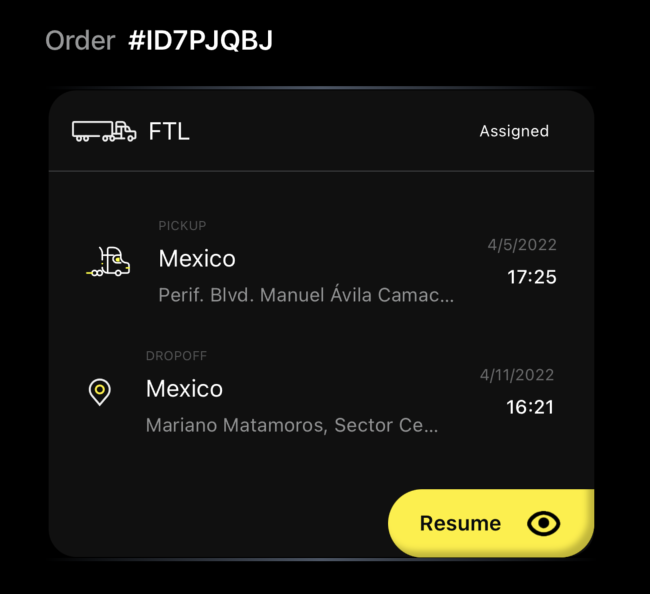 Order #ID7PJQBJ
FTL
Assigned
PICKUP
Mexico
Perif. Blvd. Manuel Ávila Camac...
4/5/2022
17:25
DROPOFF
Mexico
Mariano Matamoros, Sector Ce...
4/11/2022
16:21
Resume